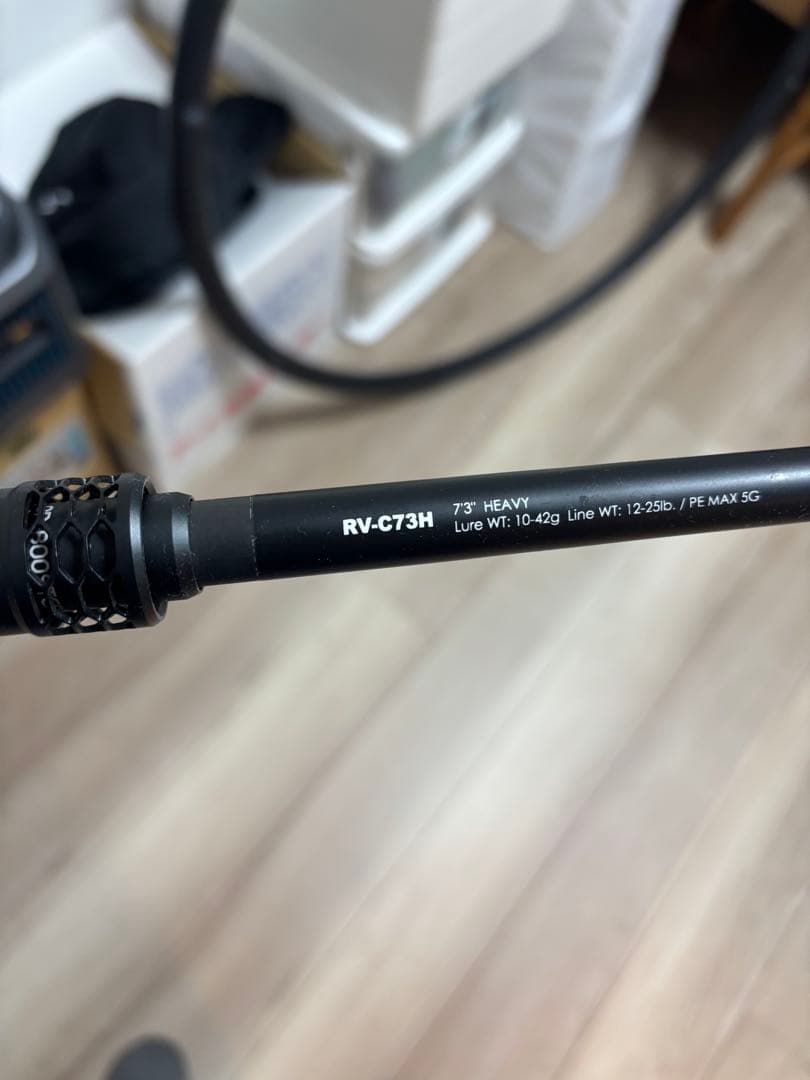 RV-C73H
7'3" HEAVY
Lure WT: 10-42g Line WT: 12-25lb. / PE MAX 5G